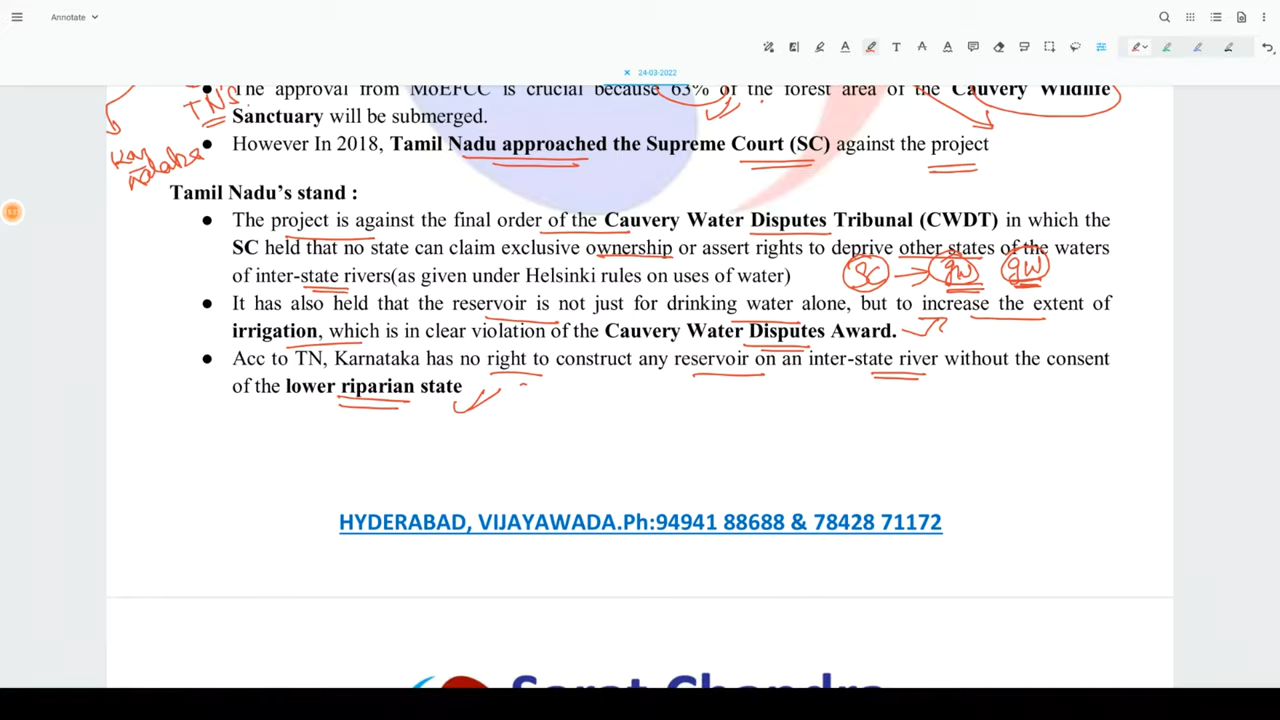 Annotate
24-03-2022
The approval from MoEFCC is crucial because 63% of the forest area of the Cauvery Wildlife
TNS
Sanctuary will be submerged.
However In 2018, Tamil Nadu approached the Supreme Court (SC) against the project
Kar
nataka
Tamil Nadu's stand :
The project is against the final order of the Cauvery Water Disputes Tribunal (CWDT) in which the
SC held that no state can claim exclusive ownership or assert rights to deprive other states of the waters
of inter-state rivers(as given under Helsinki rules on uses of water)
SC
It has also held that the reservoir is not just for drinking water alone, but to increase the extent of
irrigation, which is in clear violation of the Cauvery Water Disputes Award.
Acc to TN, Karnataka has no right to construct any reservoir on an inter-state river without the consent
of the lower riparian state
HYDERABAD, VIJAYAWADA.Ph:94941 88688 & 78428 71172
Sarat Chandra